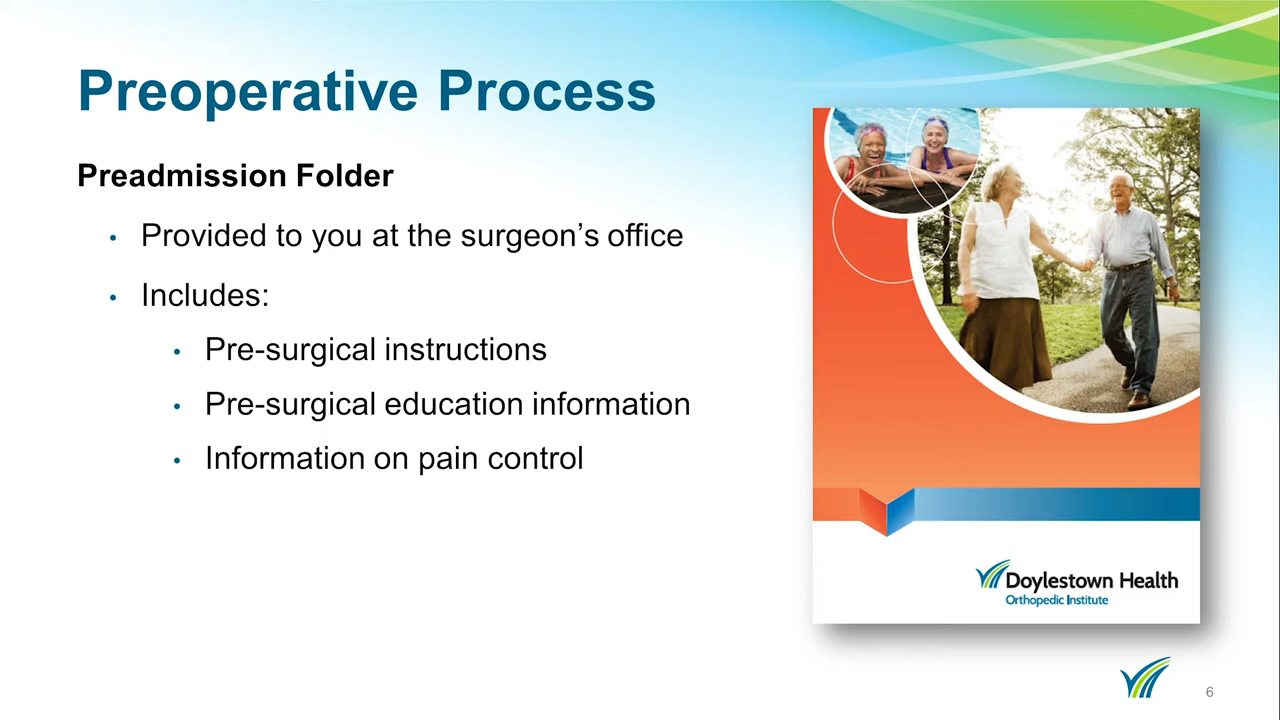 Preoperative Process
Preadmission Folder
• Provided to you at the surgeon’s office
• Includes:
• Pre-surgical instructions
• Pre-surgical education information
• Information on pain control
Doylestown Health
Orthopedic Institute
6